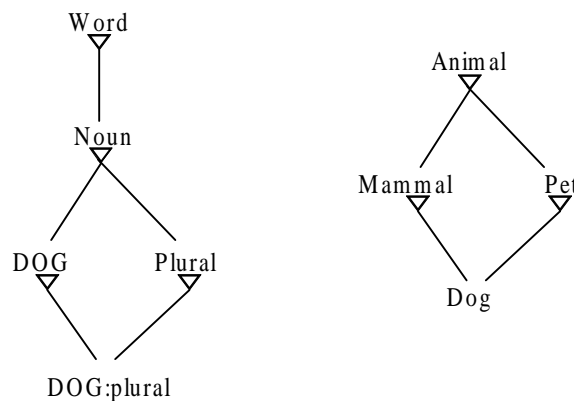 Word
Noun
DOG Plural
DOG:plural
Animal
Mammal Pet
Dog